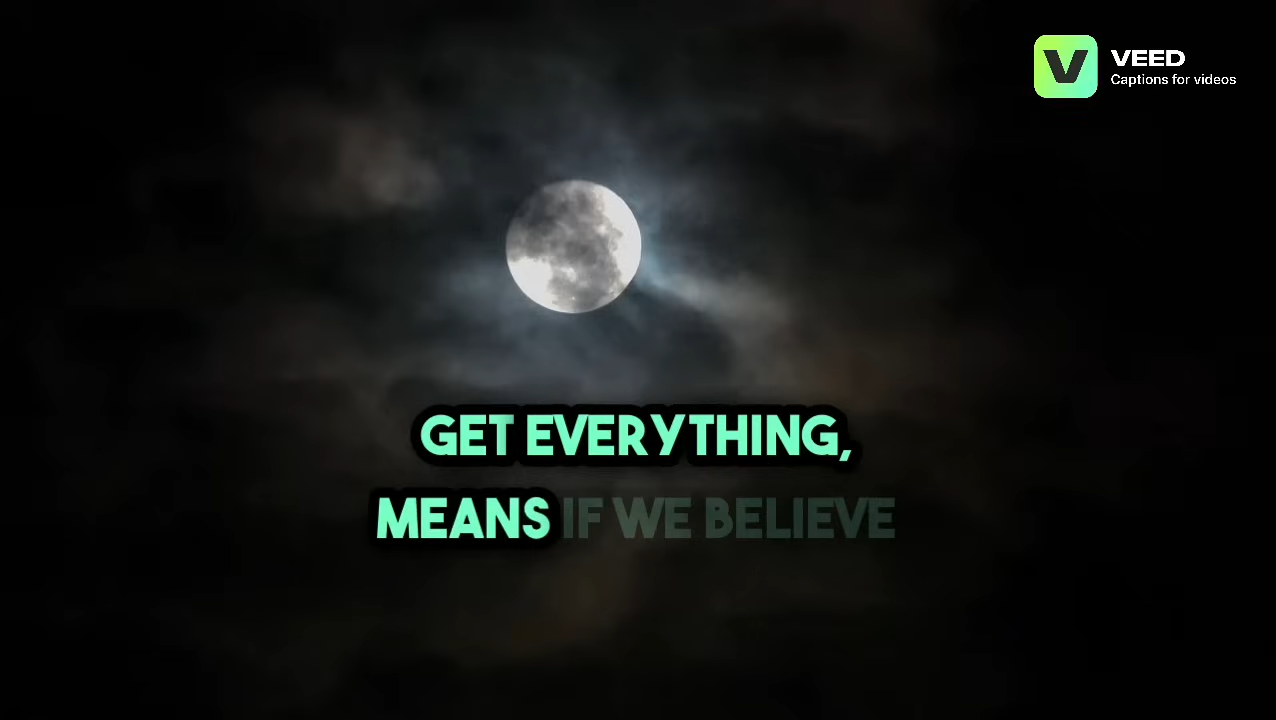 VEED
Captions for videos
GET EVERYTHING,
MEANS IF WE BELIEVE